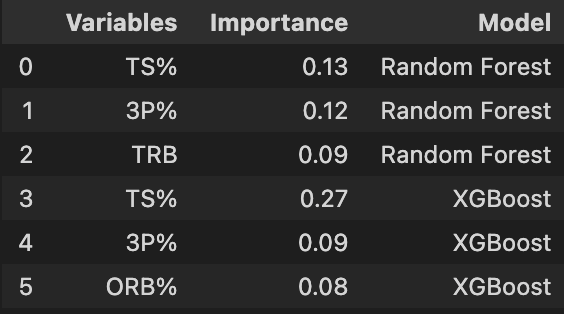 Variables Importance Model
0 TS% 0.13 Random Forest
1 3P% 0.12 Random Forest
2 TRB 0.09 Random Forest
3 TS% 0.27 XGBoost
4 3P% 0.09 XGBoost
5 ORB% 0.08 XGBoost